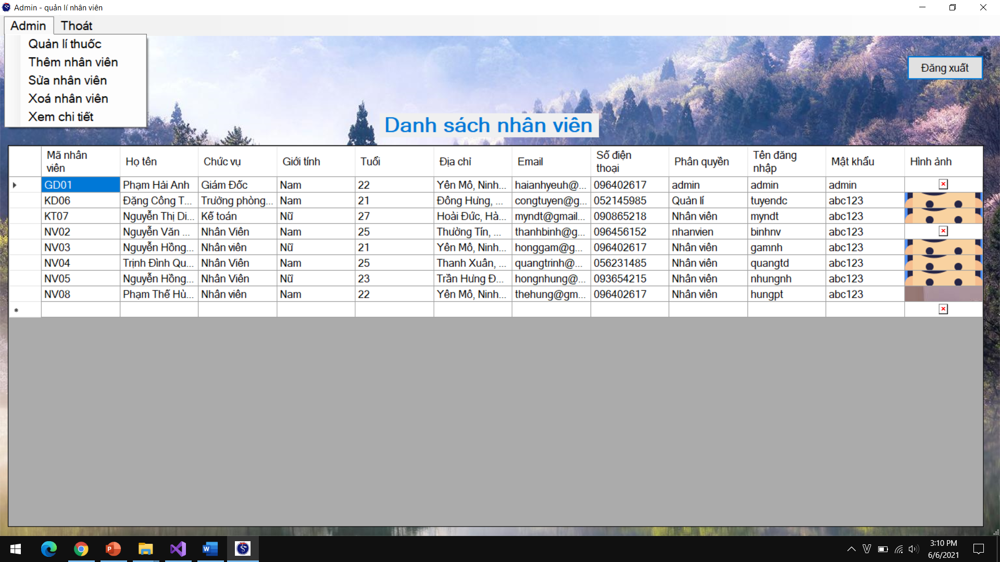 Admin - quản lí nhân viên
Admin Thoát
Quản lí thuốc
Thêm nhân viên
Sửa nhân viên
Xoá nhân viên
Xem chi tiết
Đăng xuất
Danh sách nhân viên
Mã nhân viên Họ tên Chức vụ Giới tính Tuổi Địa chỉ Email Số điện thoại Phân quyền Tên đăng nhập Mật khẩu Hình ảnh
GD01 Phạm Hải Anh Giám Đốc Nam 22 Yên Mô, Ninh... haianhyeuh@... 096402617 admin admin admin
KD06 Đặng Công T... Trưởng phòng... Nam 21 Đông Hưng, ... congtuyen@g... 052145985 Quản lí tuyendc abc123
KT07 Nguyễn Thị Di... Kế toán Nữ 27 Hoài Đức, Hà... myndt@gmail... 090865218 Nhân viên myndt abc123
NV02 Nguyễn Văn ... Nhân Viên Nam 25 Thường Tín, ... thanhbinh@g... 096456152 nhanvien binhnv abc123
NV03 Nguyễn Hồng... Nhân viên Nữ 21 Yên Mô, Ninh... honggam@g... 096402617 Nhân viên gamnh abc123
NV04 Trịnh Đình Qu... Nhân Viên Nam 25 Thanh Xuân, ... quangtrinh@... 056231485 Nhân viên quangtd abc123
NV05 Nguyễn Hồng... Nhân Viên Nữ 23 Trần Hưng Đ... hongnhung@... 093654215 Nhân viên nhungnh abc123
NV08 Phạm Thế Hù... Nhân viên Nam 22 Yên Mô, Ninh... thehung@gm... 096402617 Nhân viên hungpt abc123
3:10 PM
6/6/2021